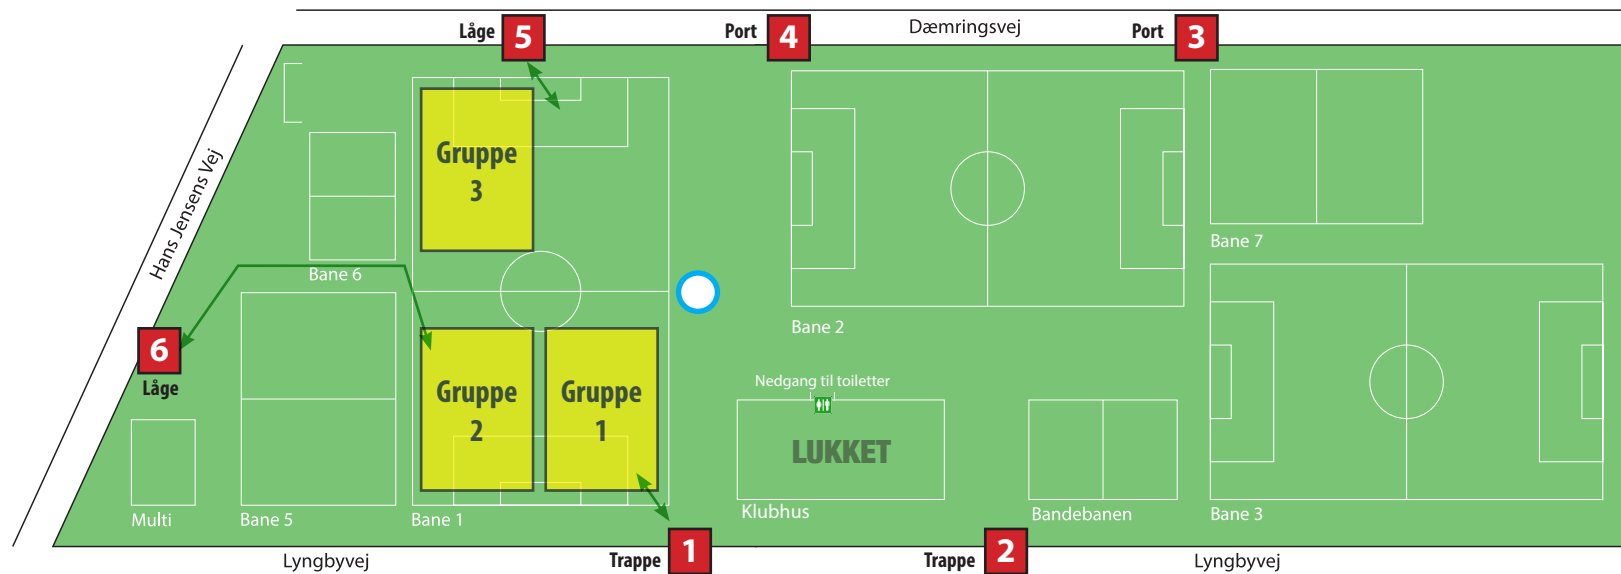 Dæmringsvej
Låge 5
Port 4
Port 3
Hans Jensens Vej
Gruppe
3
Bane 6
Bane 7
Bane 2
6
Låge
Gruppe
2
Gruppe
1
Nedgang til toiletter
LUKKET
Multi
Bane 5
Bane 1
Klubhus
Bandebanen
Bane 3
Lyngbyvej
Trappe 1
Trappe 2
Lyngbyvej